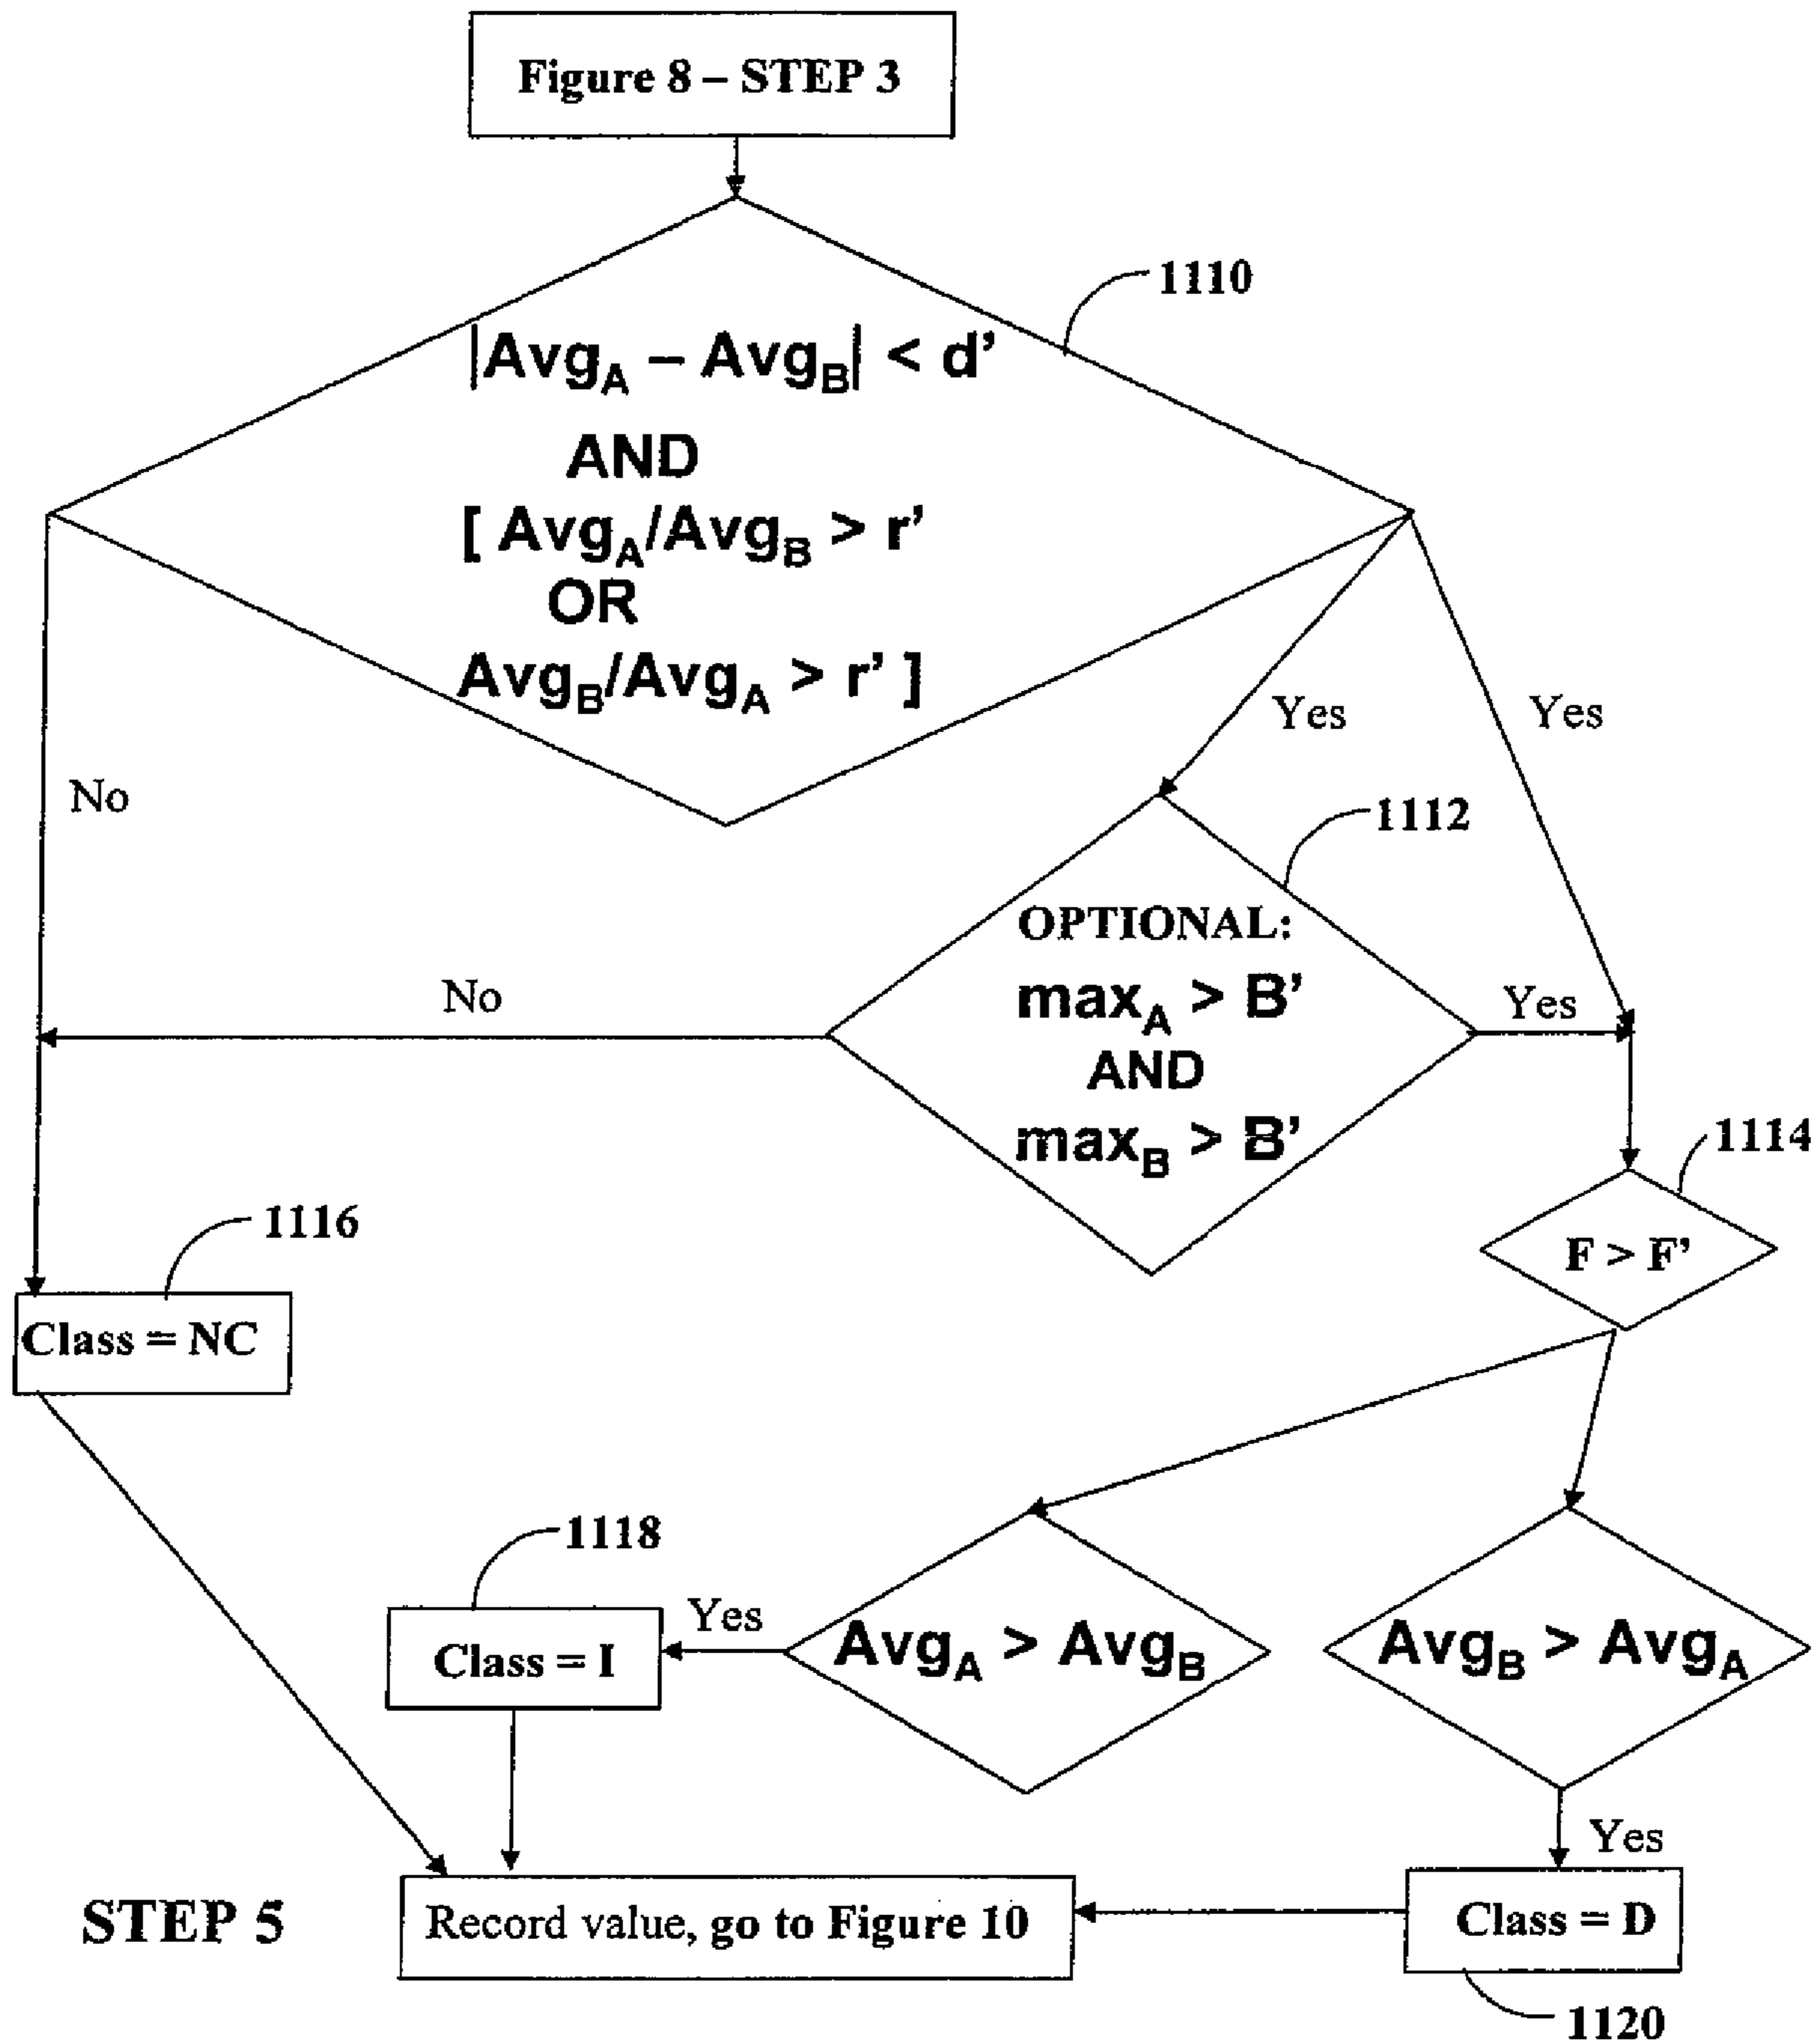 Figure 8 – STEP 3
1110
|AvgA – AvgB| < d’
AND
[ AvgA/AvgB > r’
OR
AvgB/AvgA > r’ ]
Yes
Yes
No
1112
OPTIONAL:
maxA > B’
AND
maxB > B’
No
Yes
1114
F > F’
1116
Class = NC
1118
Class = I
Yes
AvgA > AvgB
AvgB > AvgA
Yes
STEP 5
Record value, go to Figure 10
Class = D
1120